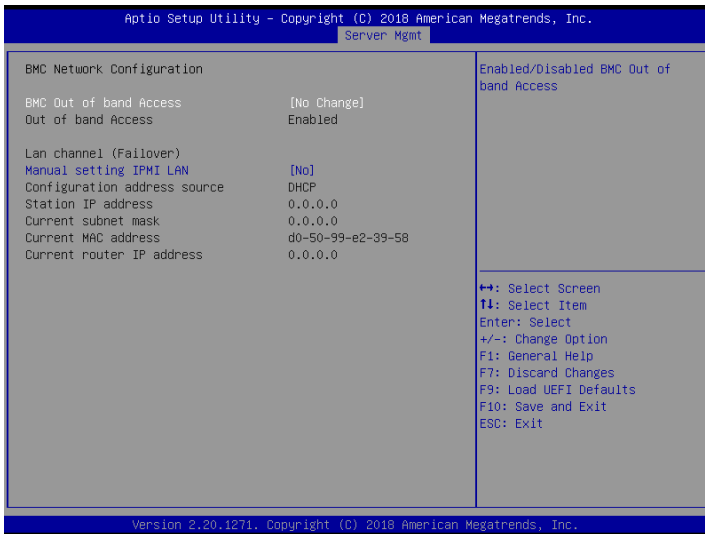 Aptio Setup Utility – Copyright (C) 2018 American Megatrends, Inc.
Server Mgmt
BMC Network Configuration
BMC Out of band Access [No Change]
Out of band Access Enabled
Lan channel (Failover)
Manual setting IPMI LAN [No]
Configuration address source DHCP
Station IP address 0.0.0.0
Current subnet mask 0.0.0.0
Current MAC address d0-50-99-e2-39-58
Current router IP address 0.0.0.0
Enabled/Disabled BMC Out of
band Access
↔: Select Screen
↑↓: Select Item
Enter: Select
+/-: Change Option
F1: General Help
F7: Discard Changes
F9: Load UEFI Defaults
F10: Save and Exit
ESC: Exit
Version 2.20.1271. Copyright (C) 2018 American Megatrends, Inc.